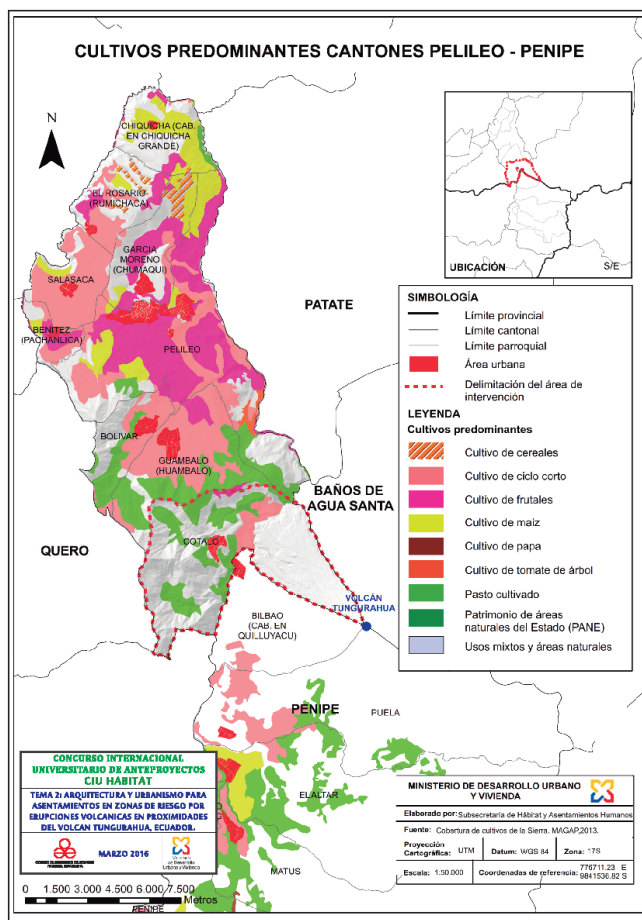 CULTIVOS PREDOMINANTES CANTONES PELILEO - PENIPE
N
CHIQUICHA (CAB.
EN CHIQUICHA
GRANDE)
EL ROSARIO
(RUMICHACA)
GARCIA
MORENO
(CHUMAQUI)
SALASACA
BENITEZ
(PACHANLICA)
PELILEO
PATATE
BOLIVAR
GUAMBALO
(HUAMBALO)
BAÑOS DE
AGUA SANTA
QUERO
COTALO
VOLCÁN
TUNGURAHUA
BILBAO
(CAB. EN
QUILLUYACU)
PENIPE
PUELA
ELALTAR
MATUS
PENIPE
UBICACIÓN
S/E
SIMBOLOGÍA
Límite provincial
Límite cantonal
Límite parroquial
Área urbana
Delimitación del área de
intervención
LEYENDA
Cultivos predominantes
Cultivo de cereales
Cultivo de ciclo corto
Cultivo de frutales
Cultivo de maiz
Cultivo de papa
Cultivo de tomate de árbol
Pasto cultivado
Patrimonio de áreas
naturales del Estado (PANE)
Usos mixtos y áreas naturales
CONCURSO INTERNACIONAL
UNIVERSITARIO DE ANTEPROYECTOS
CIU HÁBITAT
TEMA 2: ARQUITECTURA Y URBANISMO PARA
ASENTAMIENTOS EN ZONAS DE RIESGO POR
ERUPCIONES VOLCANICAS EN PROXIMIDADES
DEL VOLCAN TUNGURAHUA, ECUADOR.
MARZO 2016
Ministerio
de Desarrollo
Urbano y Vivienda
0 1.500 3.000 4.500 6.000 7.500
Metros
MINISTERIO DE DESARROLLO URBANO
Y VIVIENDA
Elaborado por: Subsecretaría de Hábitat y Asentamientos Humanos
Fuente: Cobertura de cultivos de la Sierra. MAGAP,2013.
Proyección
Cartográfica: UTM Datum: WGS 84 Zona: 17S
Escala: 1:50.000 Coordenadas de referencia: 776711.23 E
9841536.82 S